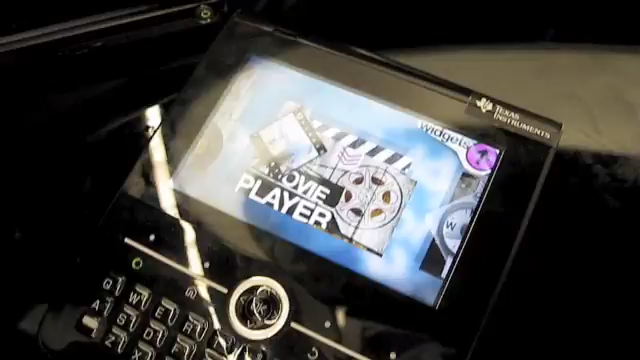 TEXAS
INSTRUMENTS
widgets
MOVIE
PLAYER
W
Q W E R
A S D F
Z X